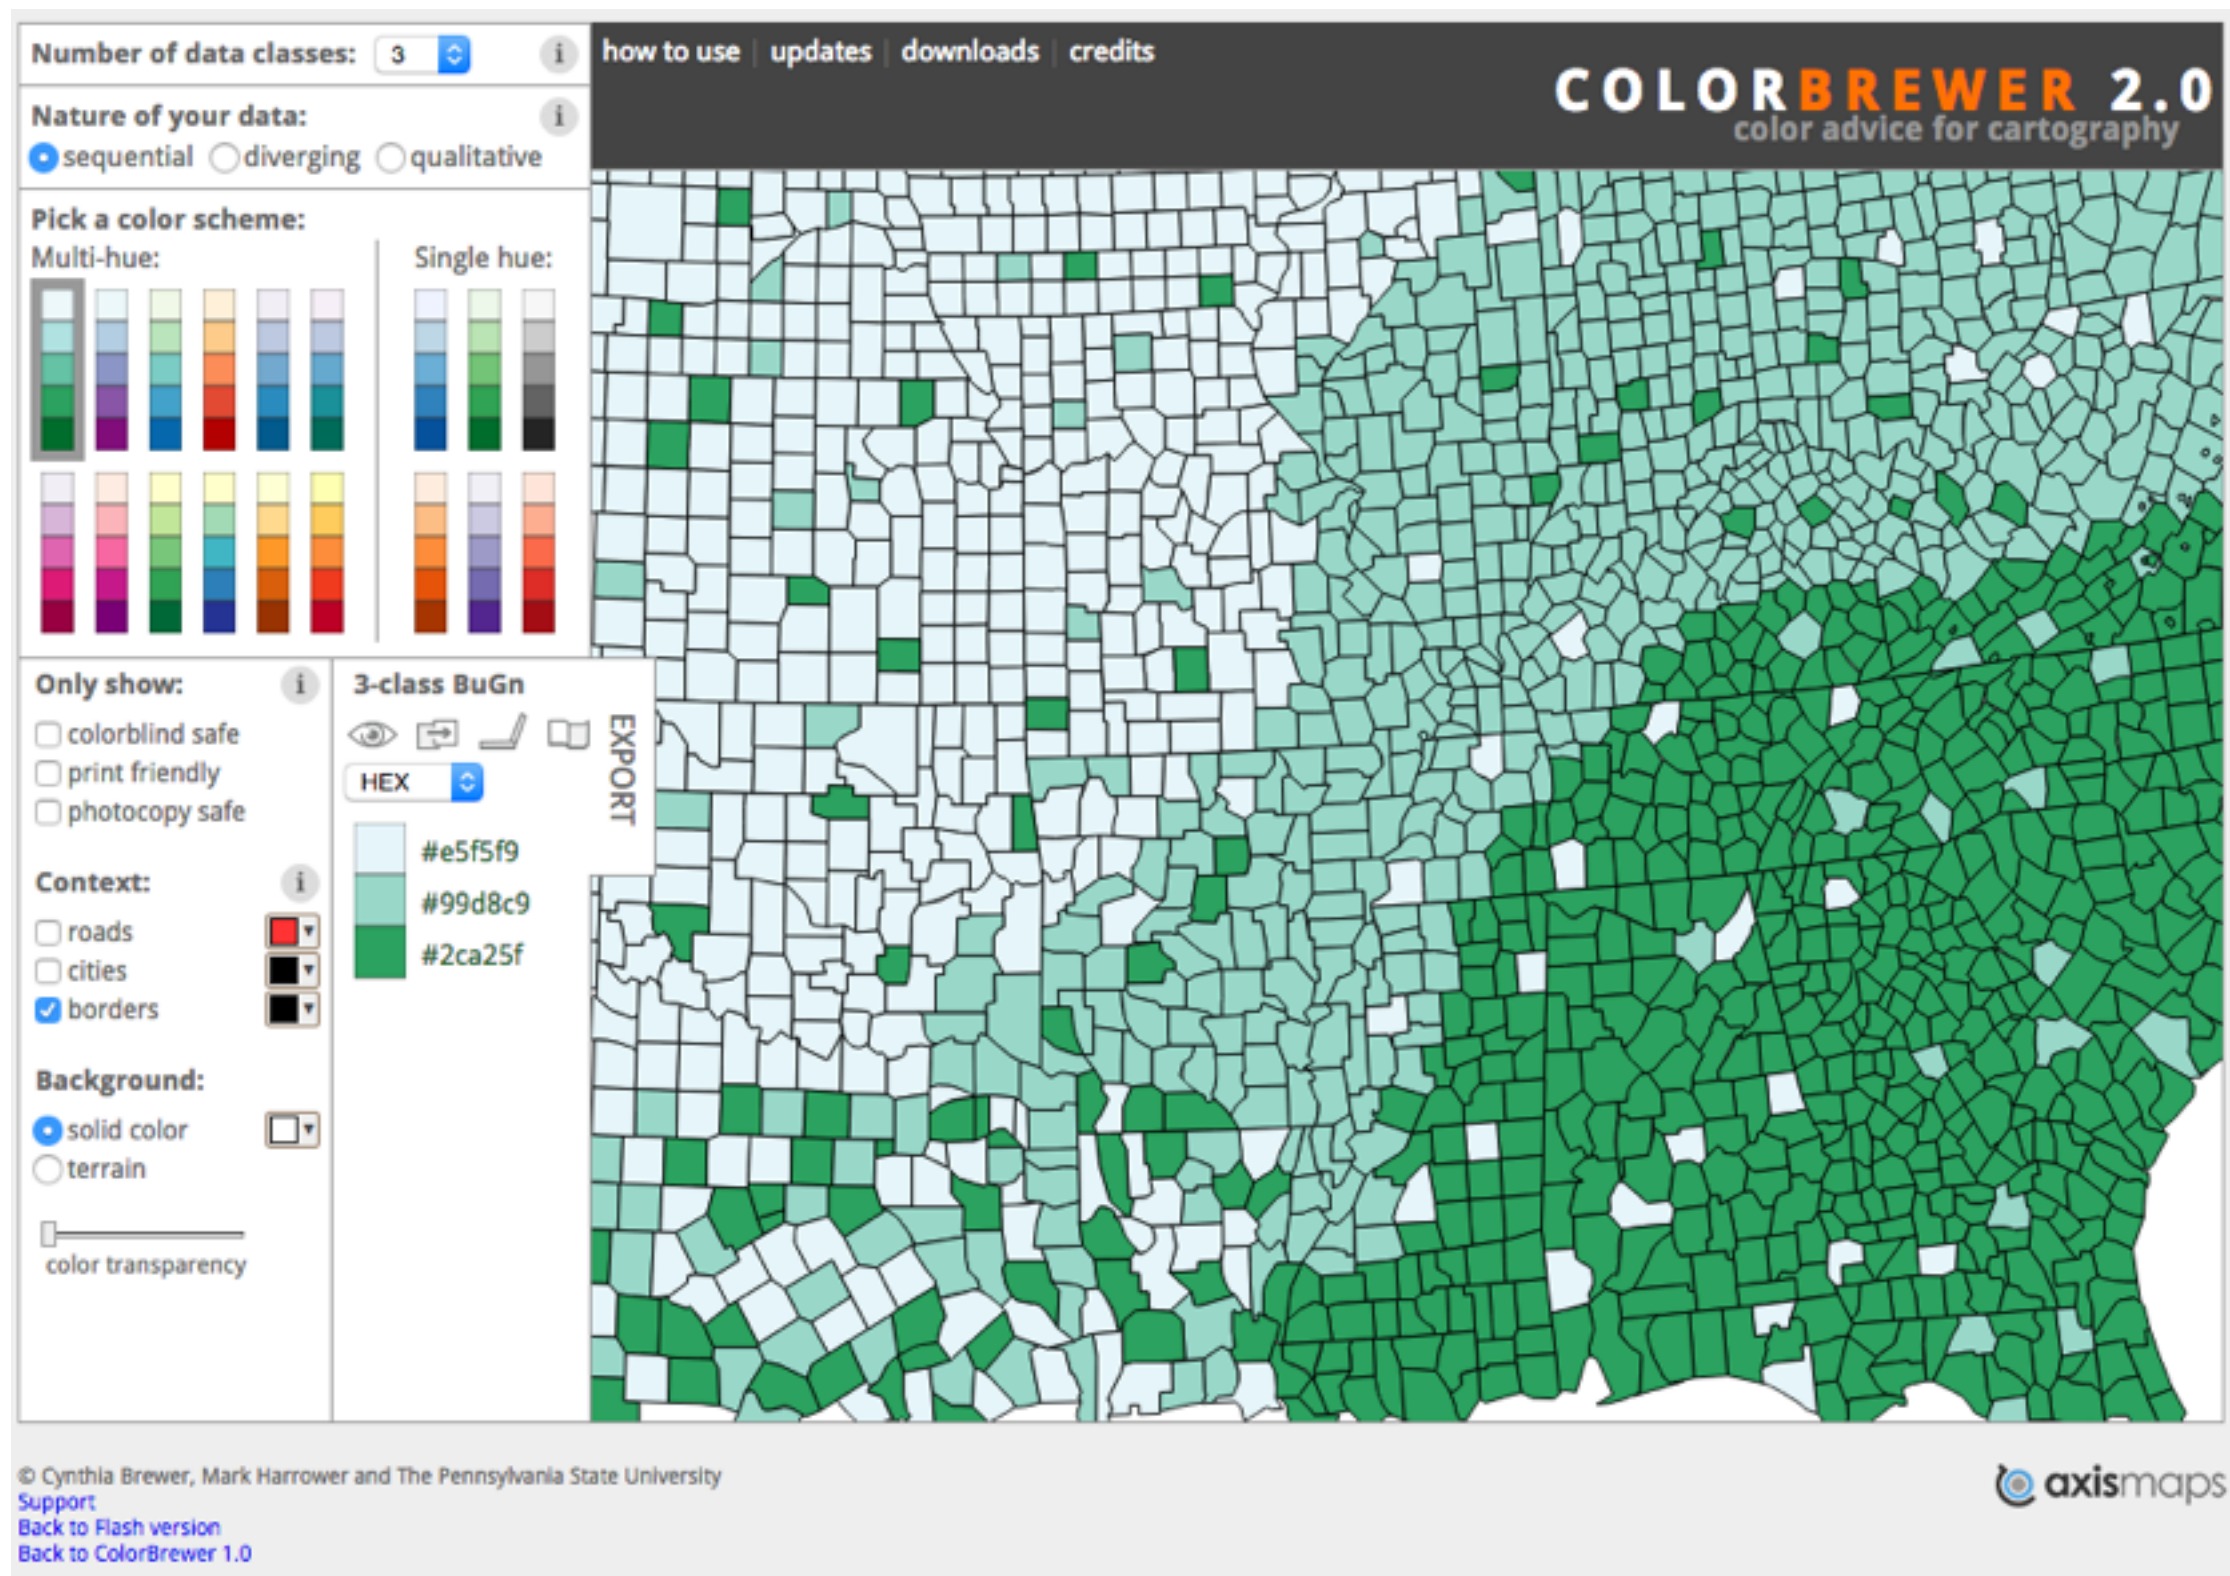 Number of data classes: 3 i
how to use | updates | downloads | credits
COLORBREWER 2.0
color advice for cartography
Nature of your data: i
sequential diverging qualitative
Pick a color scheme:
Multi-hue: Single hue:
Only show: i
colorblind safe
print friendly
photocopy safe
Context: i
roads
cities
borders
Background:
solid color
terrain
color transparency
3-class BuGn
HEX
EXPORT
#e5f5f9
#99d8c9
#2ca25f
© Cynthia Brewer, Mark Harrower and The Pennsylvania State University
Support
Back to Flash version
Back to ColorBrewer 1.0
axismaps